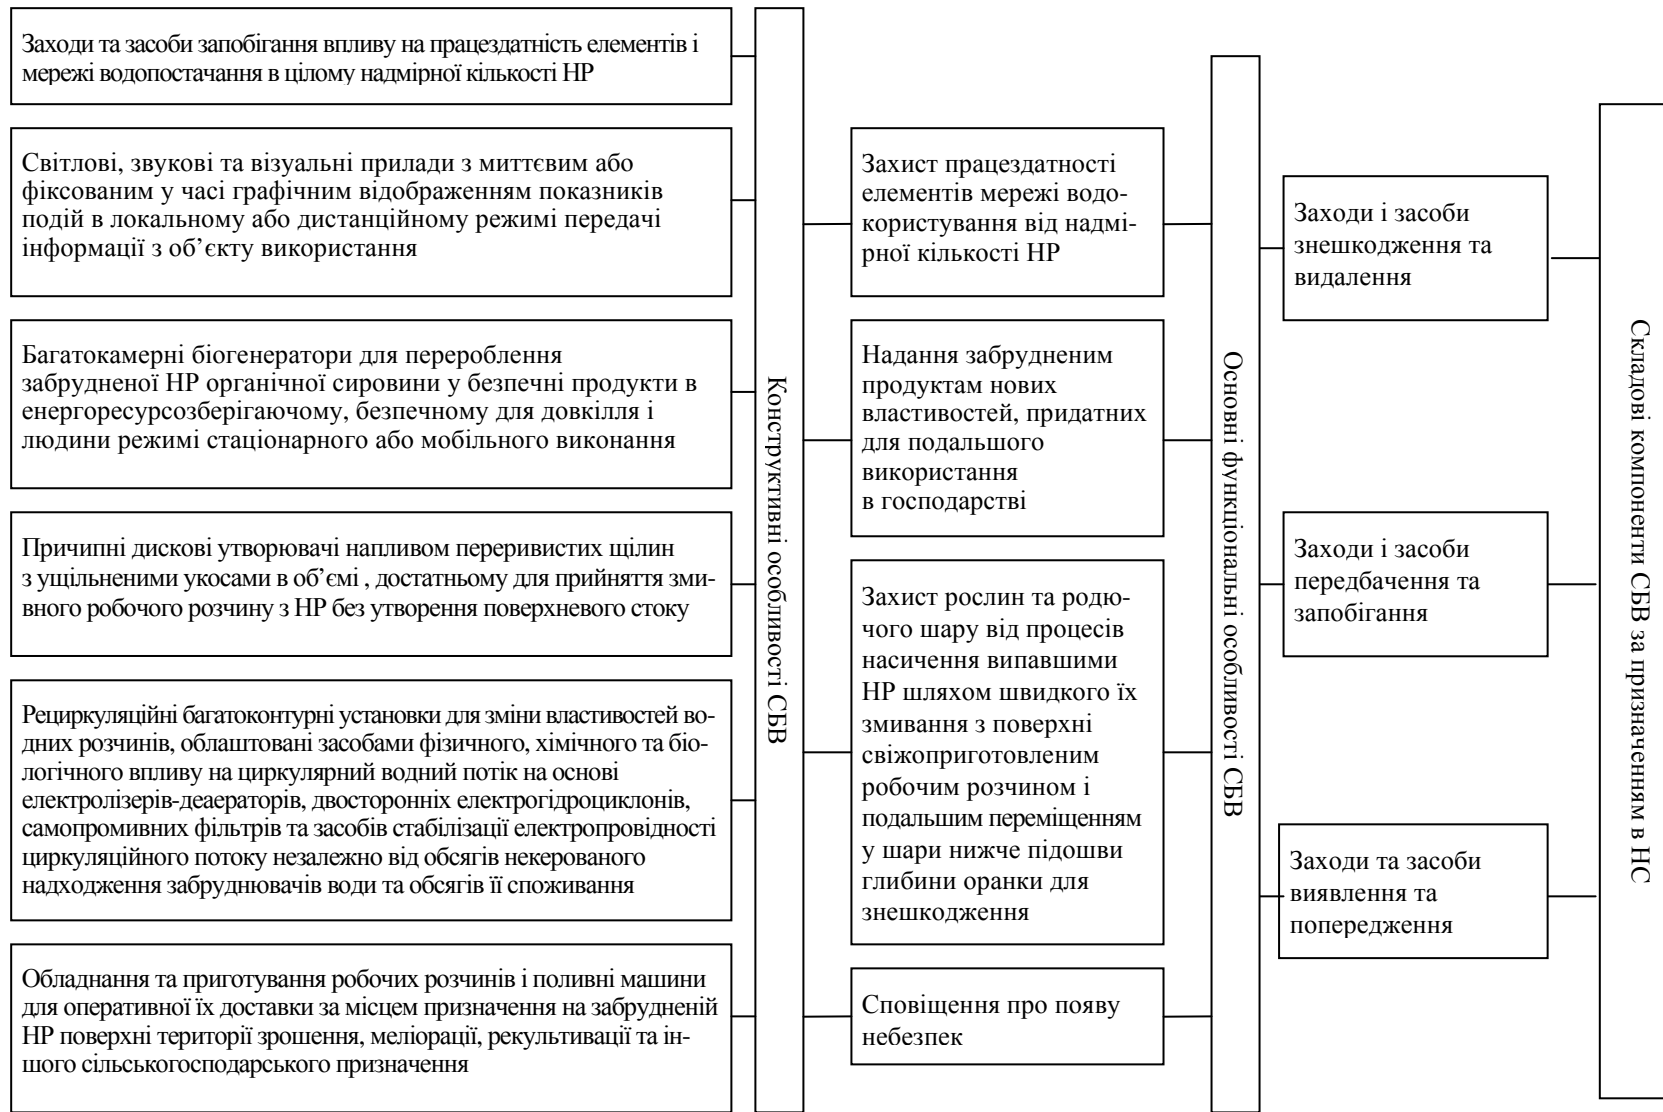 Заходи та засоби запобігання впливу на працездатність елементів і
мережі водопостачання в цілому надмірної кількості НР
Світлові, звукові та візуальні прилади з миттєвим або
фіксованим у часі графічним відображенням показників
подій в локальному або дистанційному режимі передачі
інформації з об’єкту використання
Багатокамерні біогенератори для перероблення
забрудненої НР органічної сировини у безпечні продукти в
енергоресурсозберігаючому, безпечному для довкілля і
людини режимі стаціонарного або мобільного виконання
Причипні дискові утворювачі напливом переривистих щілин
з ущільненими укосами в об’ємі , достатньому для прийняття зми-
вного робочого розчину з НР без утворення поверхневого стоку
Рециркуляційні багатоконтурні установки для зміни властивостей во-
дних розчинів, облаштовані засобами фізичного, хімічного та біо-
логічного впливу на циркулярний водний потік на основі
електролізерів-деаераторів, двосторонніх електрогідроциклонів,
самопромивних фільтрів та засобів стабілізації електропровідності
циркуляційного потоку незалежно від обсягів некерованого
надходження забруднювачів води та обсягів її споживання
Обладнання та приготування робочих розчинів і поливні машини
для оперативної їх доставки за місцем призначення на забрудненій
НР поверхні території зрошення, меліорації, рекультивації та ін-
шого сільськогосподарського призначення
Конструктивні особливості СБВ
Захист працездатності
елементів мережі водо-
користування від надмі-
рної кількості НР
Надання забрудненим
продуктам нових
властивостей, придатних
для подальшого
використання
в господарстві
Захист рослин та родю-
чого шару від процесів
насичення випавшими
НР шляхом швидкого їх
змивання з поверхні
свіжоприготовленим
робочим розчином і
подальшим переміщенням
у шари нижче підошви
глибини оранки для
знешкодження
Сповіщення про появу
небезпек
Основні функціональні особливості СБВ
Заходи і засоби
знешкодження та
видалення
Заходи і засоби
передбачення та
запобігання
Заходи та засоби
виявлення та
попередження
Складові компоненти СБВ за призначенням в НС